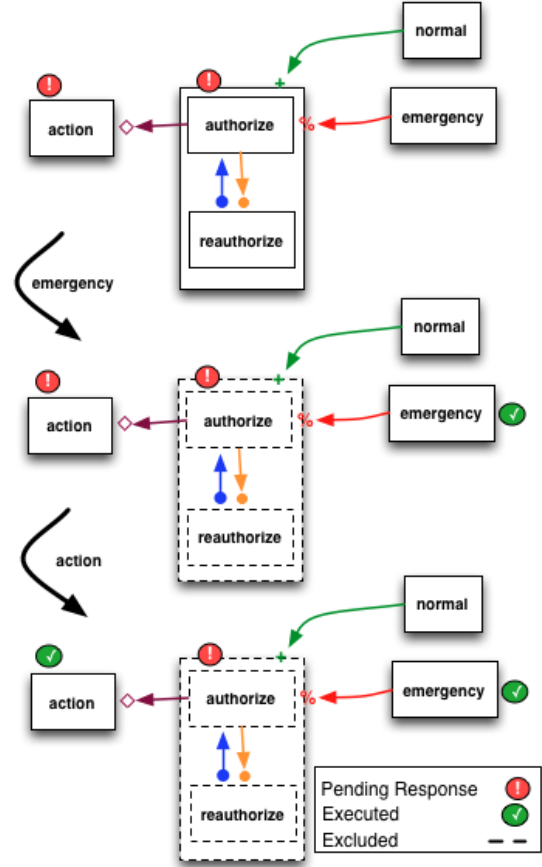 normal
!
!
+
action
authorize
%
emergency
reauthorize
emergency
normal
!
!
+
action
authorize
%
emergency
✓
reauthorize
action
normal
✓
!
+
action
authorize
%
emergency
✓
reauthorize
Pending Response !
Executed ✓
Excluded